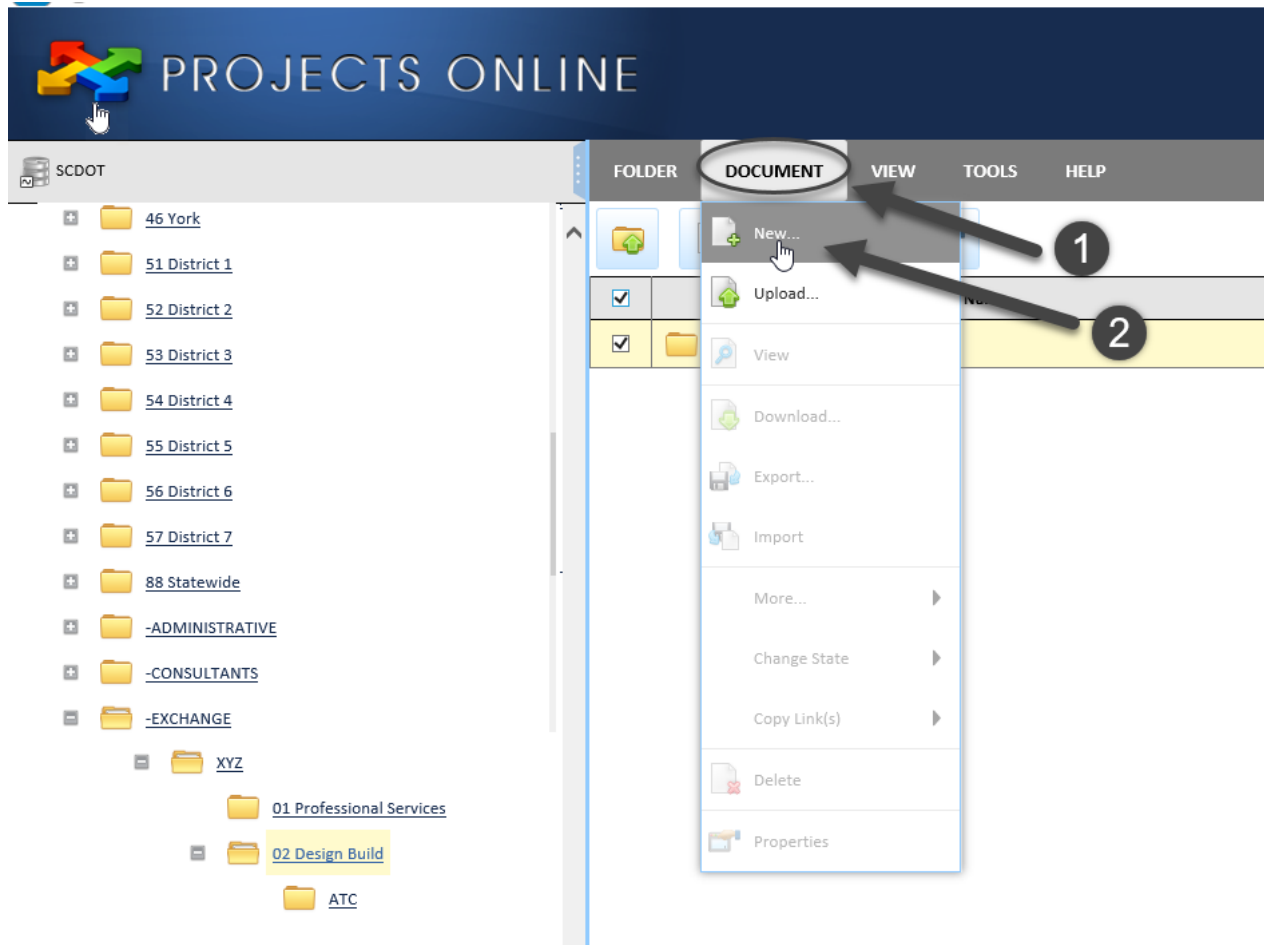 PROJECTS ONLINE
SCDOT
46 York
51 District 1
52 District 2
53 District 3
54 District 4
55 District 5
56 District 6
57 District 7
88 Statewide
-ADMINISTRATIVE
-CONSULTANTS
-EXCHANGE
XYZ
01 Professional Services
02 Design Build
ATC
FOLDER DOCUMENT VIEW TOOLS HELP
New...
Upload...
View
Download...
Export...
Import
More...
Change State
Copy Link(s)
Delete
Properties
1
2